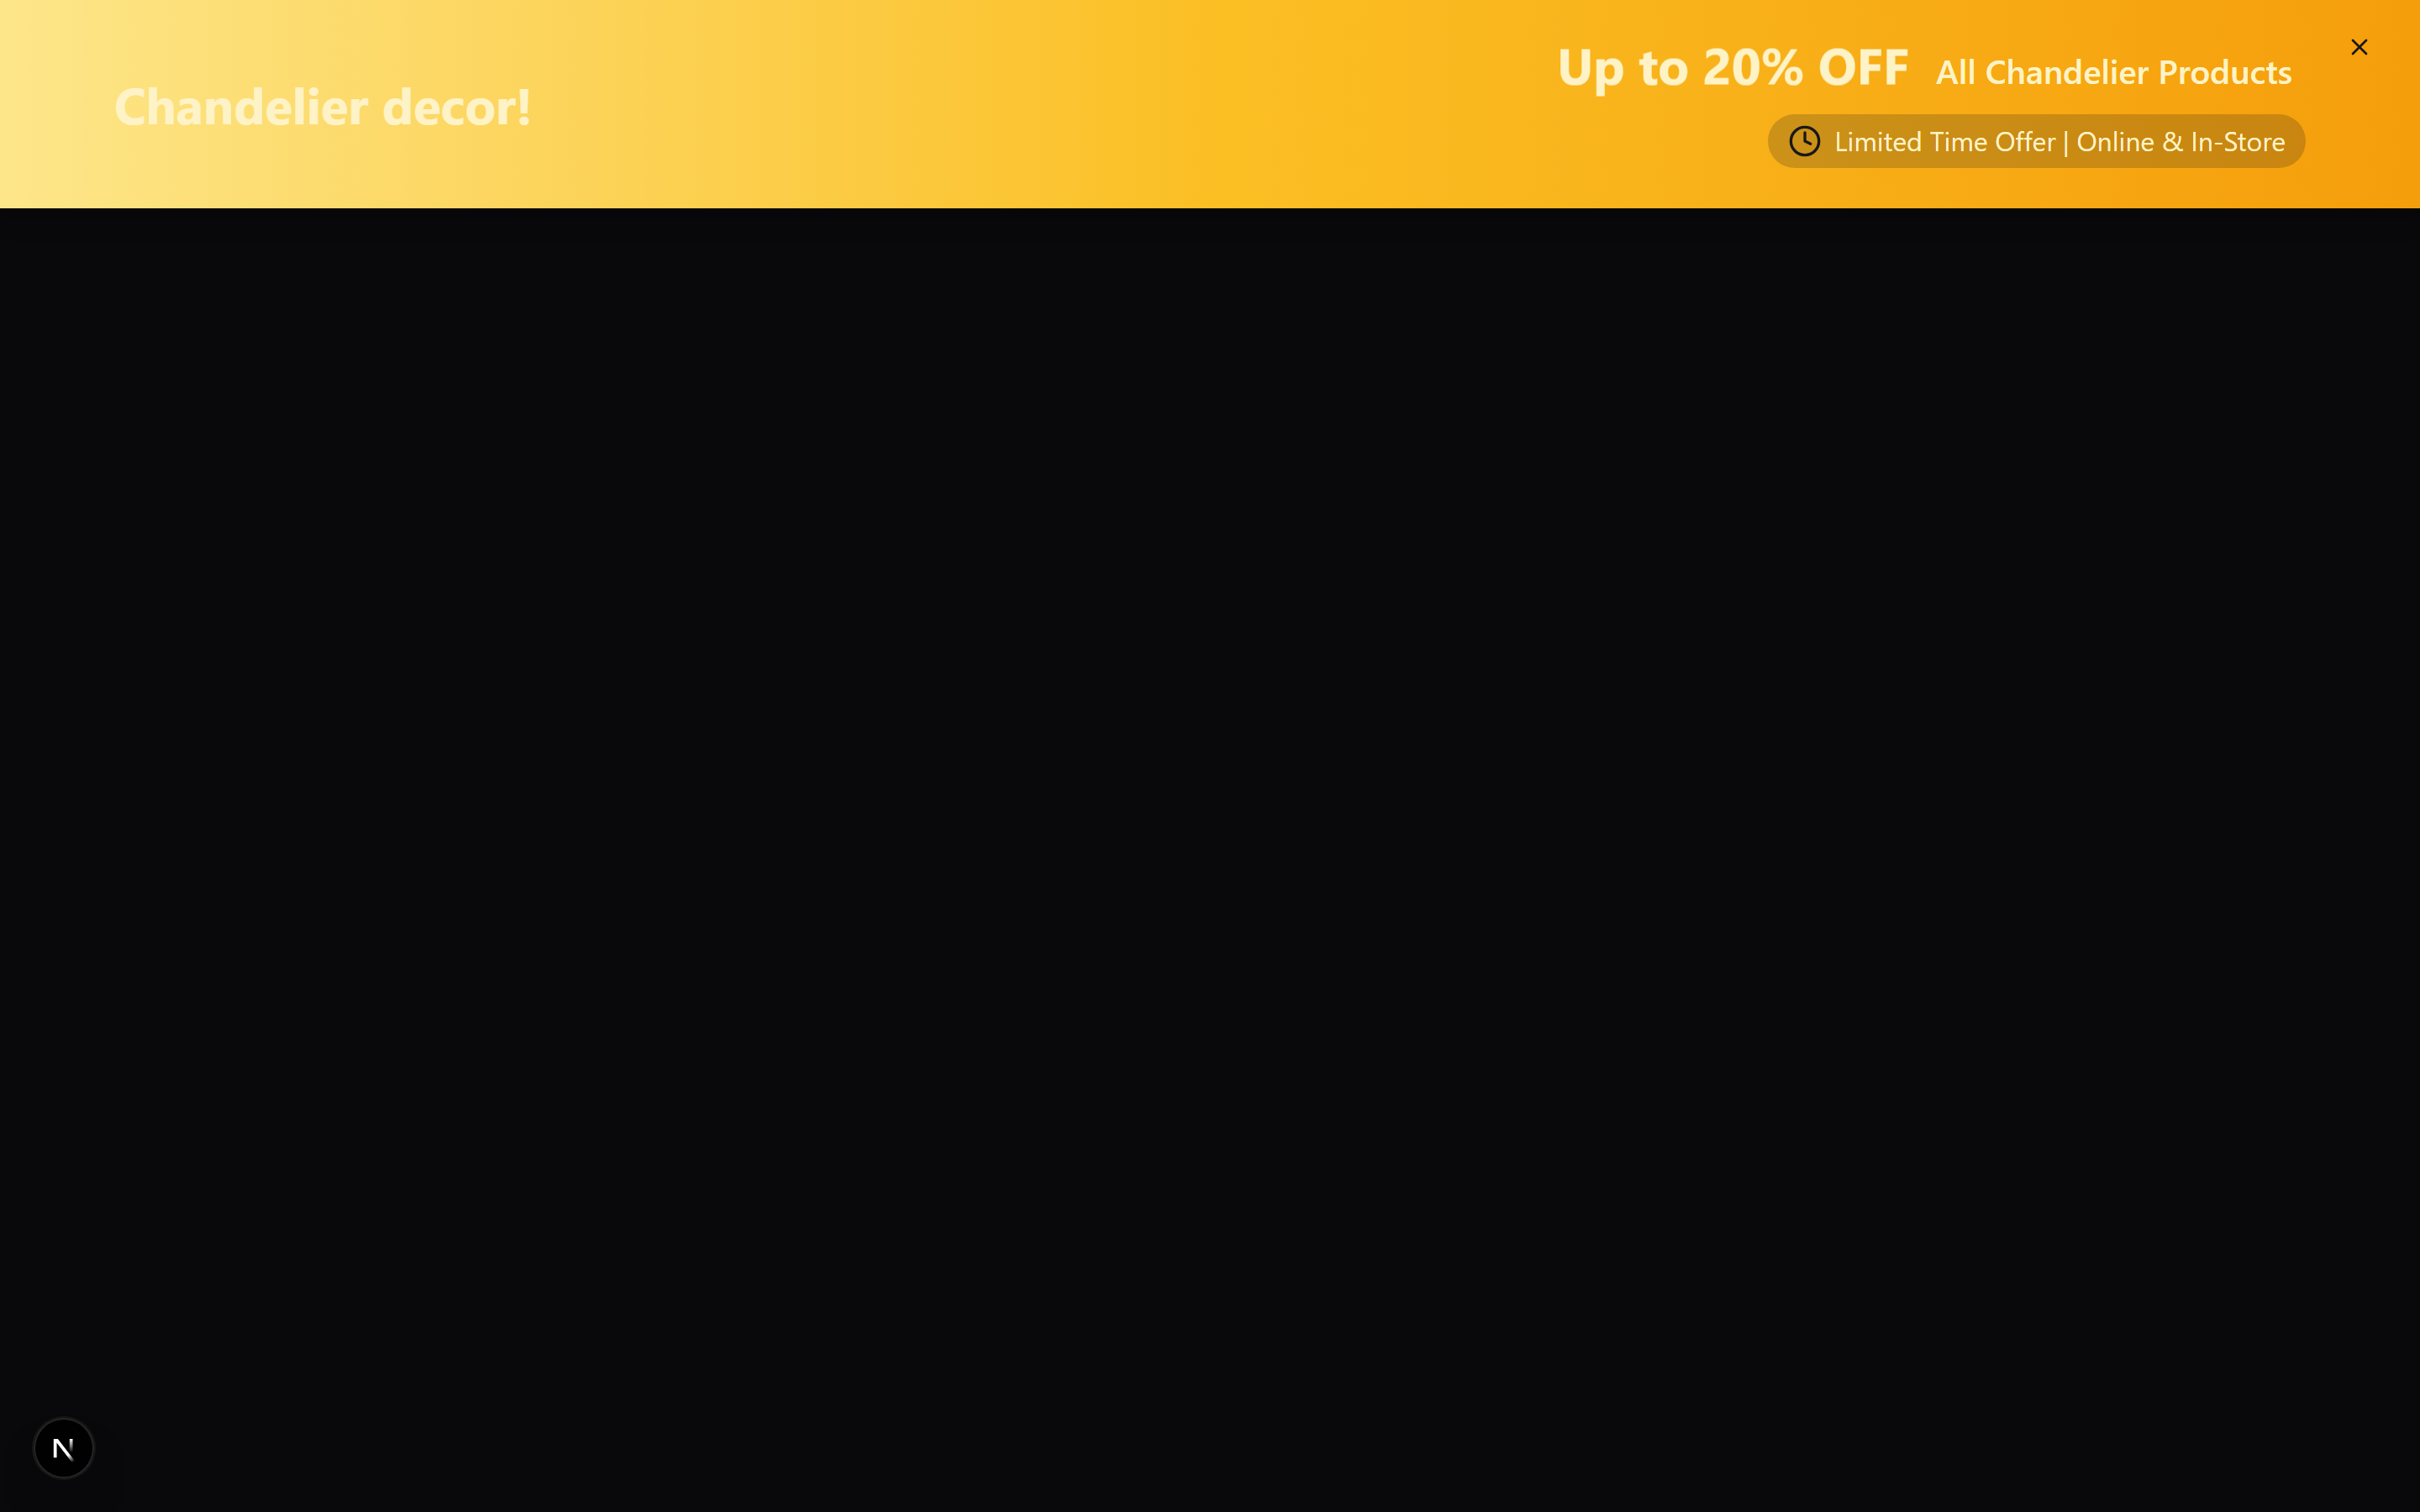 Chandelier decor!
Up to 20% OFF All Chandelier Products
Limited Time Offer | Online & In-Store
N